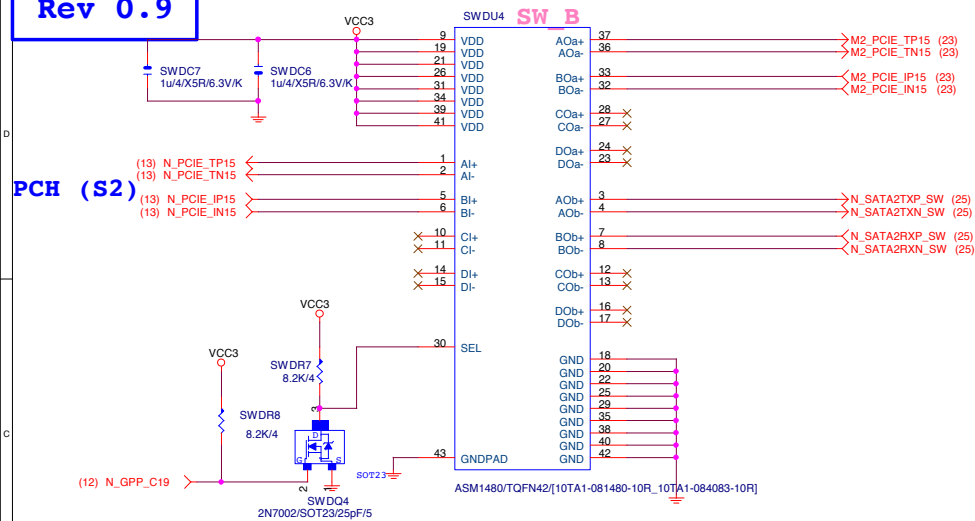 Rev 0.9
SWDU4 SW_B
VCC3
9 VDD AOa+ 37 M2_PCIE_TP15 (23)
19 VDD AOa- 36 M2_PCIE_TN15 (23)
21 VDD
26 VDD BOa+ 33 M2_PCIE_IP15 (23)
31 VDD BOa- 32 M2_PCIE_IN15 (23)
34 VDD
39 VDD COa+ 28
41 VDD COa- 27
SWDC7
1u/4/X5R/6.3V/K
SWDC6
1u/4/X5R/6.3V/K
D
DOa+ 24
DOa- 23
(13) N_PCIE_TP15 1 AI+
(13) N_PCIE_TN15 2 AI-
PCH (S2)
(13) N_PCIE_IP15 5 BI+ AOb+ 3 N_SATA2TXP_SW (25)
(13) N_PCIE_IN15 6 BI- AOb- 4 N_SATA2TXN_SW (25)
10 CI+ BOb+ 7 N_SATA2RXP_SW (25)
11 CI- BOb- 8 N_SATA2RXN_SW (25)
14 DI+ COb+ 12
15 DI- COb- 13
DOb+ 16
DOb- 17
VCC3
30 SEL
VCC3
SWDR7
8.2K/4
GND 18
GND 20
GND 22
GND 25
GND 29
GND 35
GND 38
GND 40
GND 42
SWDR8
8.2K/4
C
3
D
G S
2 1
43 GNDPAD
SOT23
(12) N_GPP_C19
SWDQ4
2N7002/SOT23/25pF/5
ASM1480/TQFN42/[10TA1-081480-10R_10TA1-084083-10R]